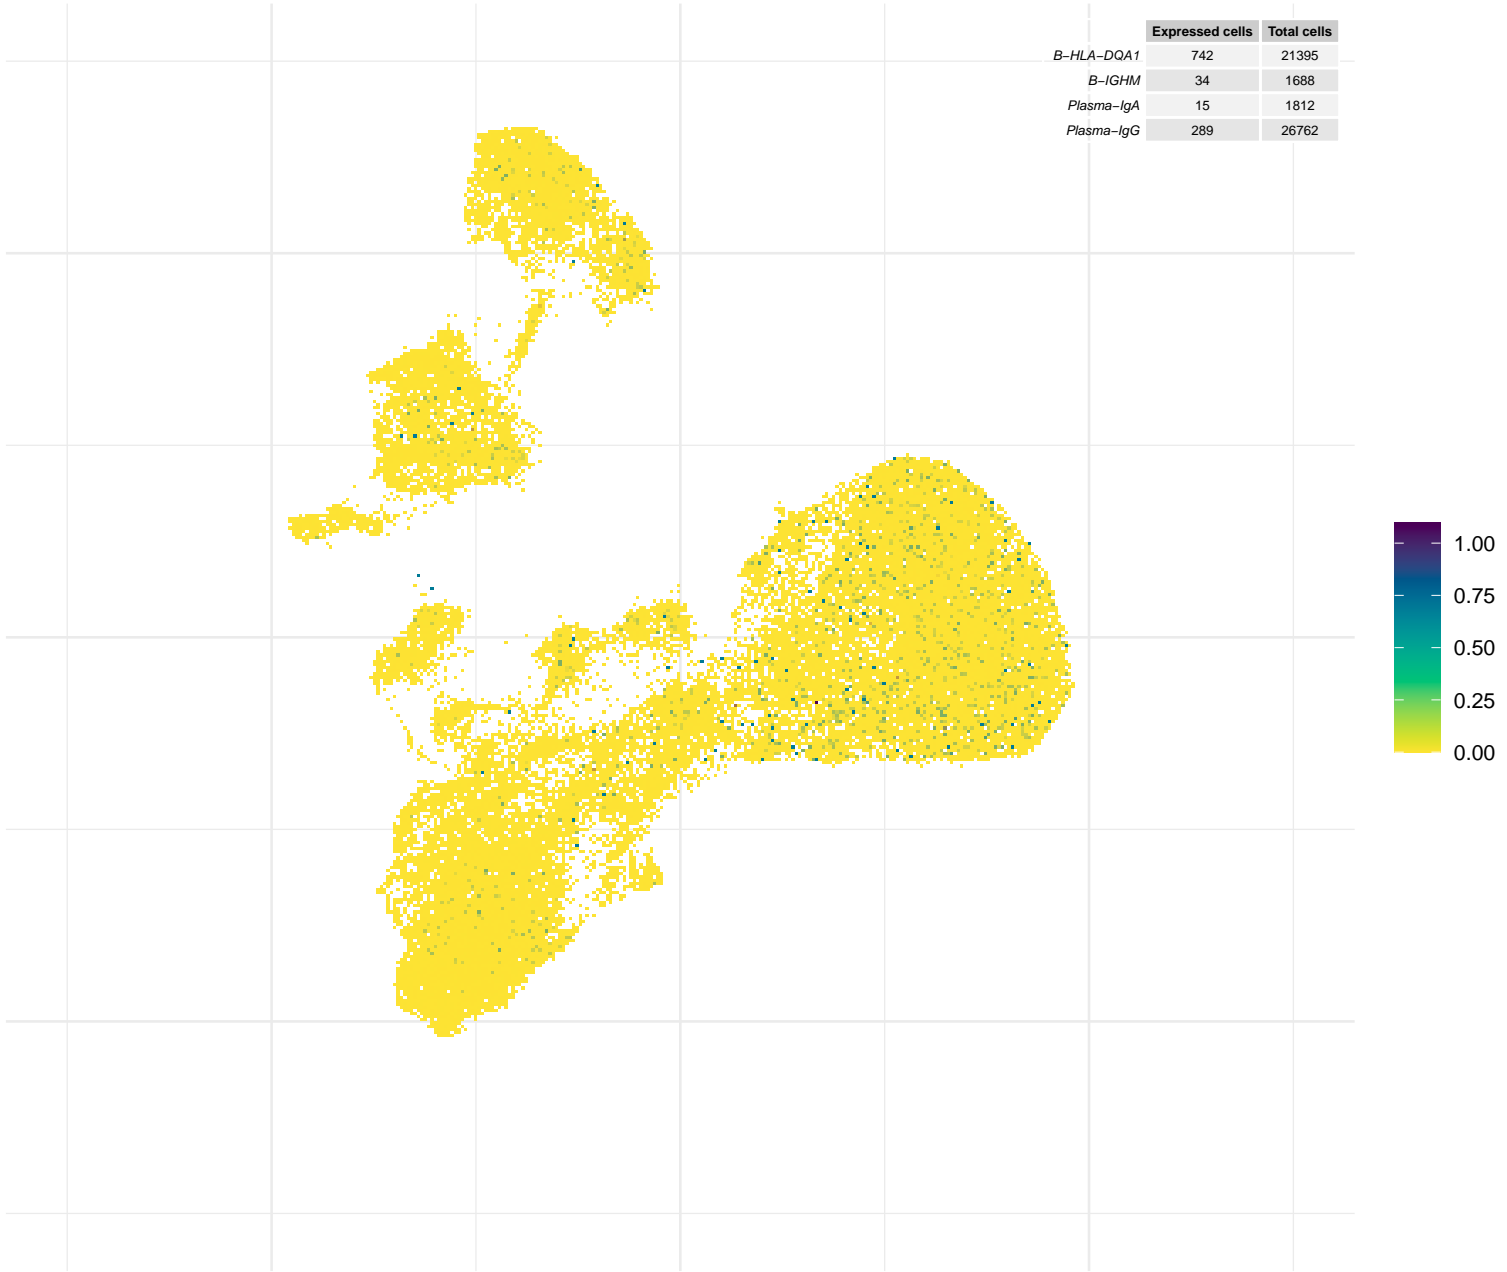 Expressed cells Total cells
B−HLA−DQA1 742 21395
B−IGHM 34 1688
Plasma−IgA 15 1812
Plasma−IgG 289 26762
1.00
0.75
0.50
0.25
0.00